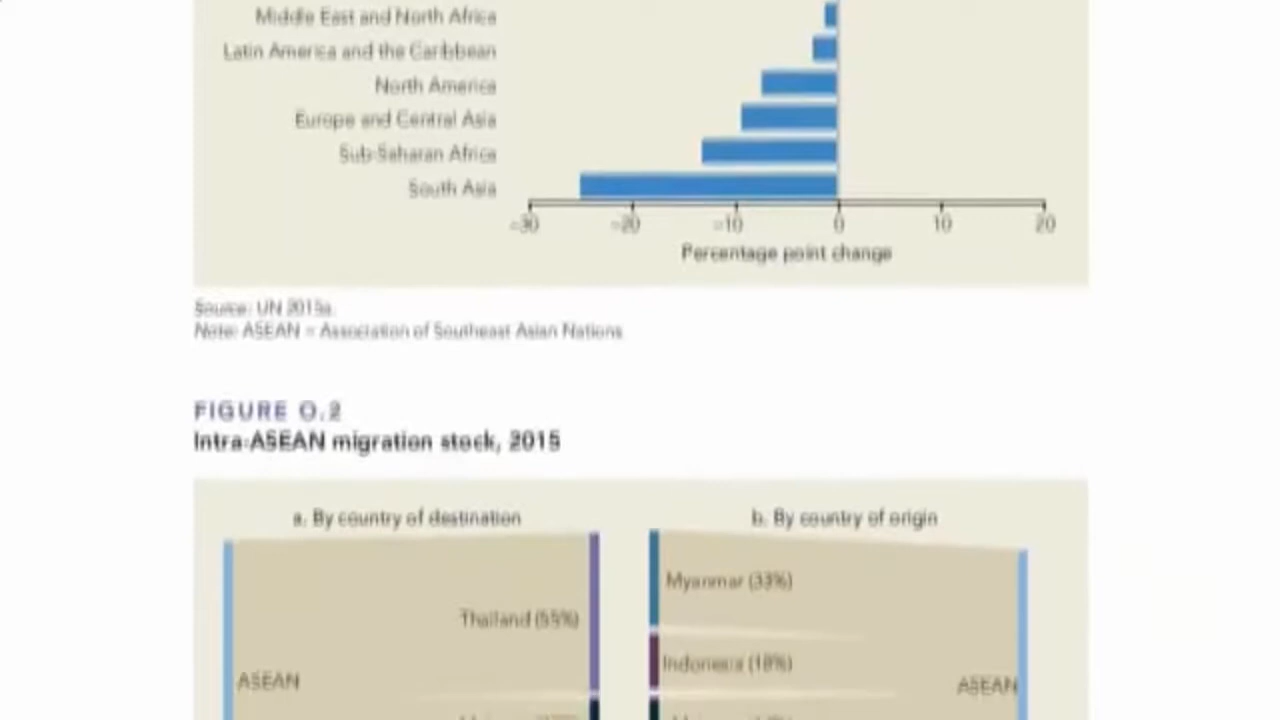 Middle East and North Africa
Latin America and the Caribbean
North America
Europe and Central Asia
Sub-Saharan Africa
South Asia
–30 –20 –10 0 10 20
Percentage point change
Source: UN 2015a.
Note: ASEAN = Association of Southeast Asian Nations
FIGURE O.2
Intra-ASEAN migration stock, 2015
a. By country of destination
b. By country of origin
Myanmar (33%)
Thailand (55%)
Indonesia (18%)
ASEAN
ASEAN